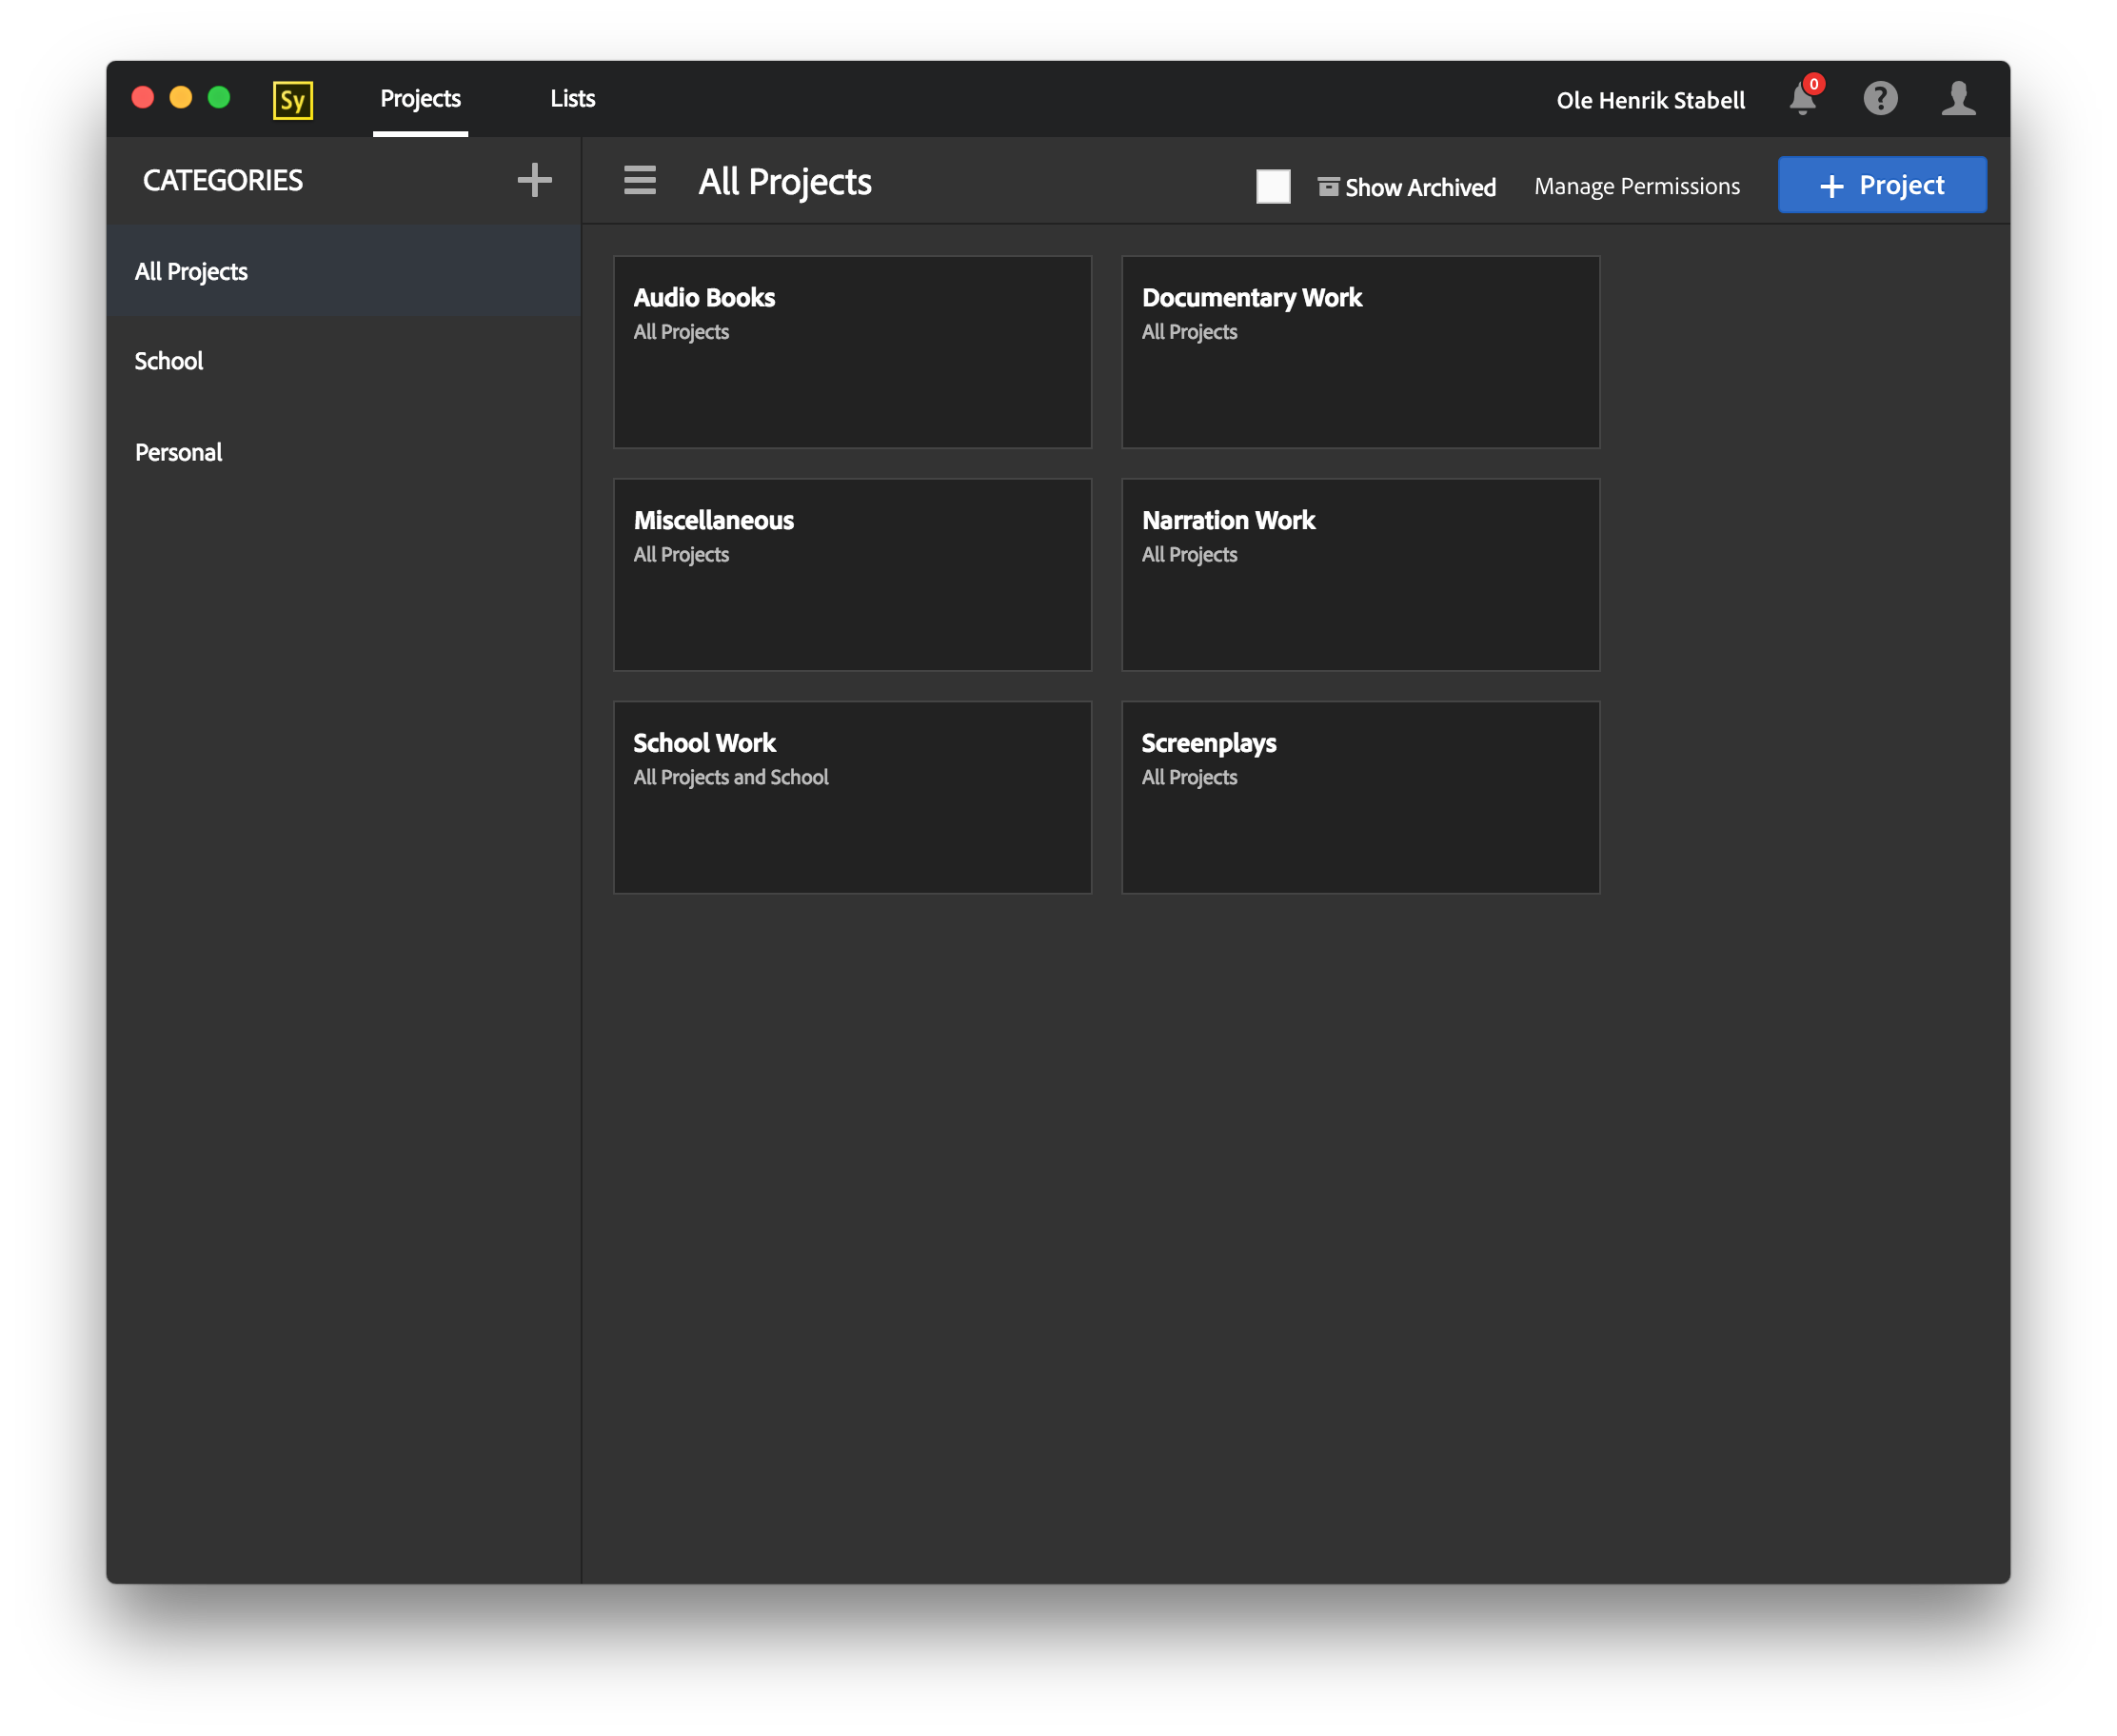 Sy Projects Lists Ole Henrik Stabell 0 ?
CATEGORIES
All Projects
School
Personal
All Projects Show Archived Manage Permissions + Project
Audio Books
All Projects
Documentary Work
All Projects
Miscellaneous
All Projects
Narration Work
All Projects
School Work
All Projects and School
Screenplays
All Projects